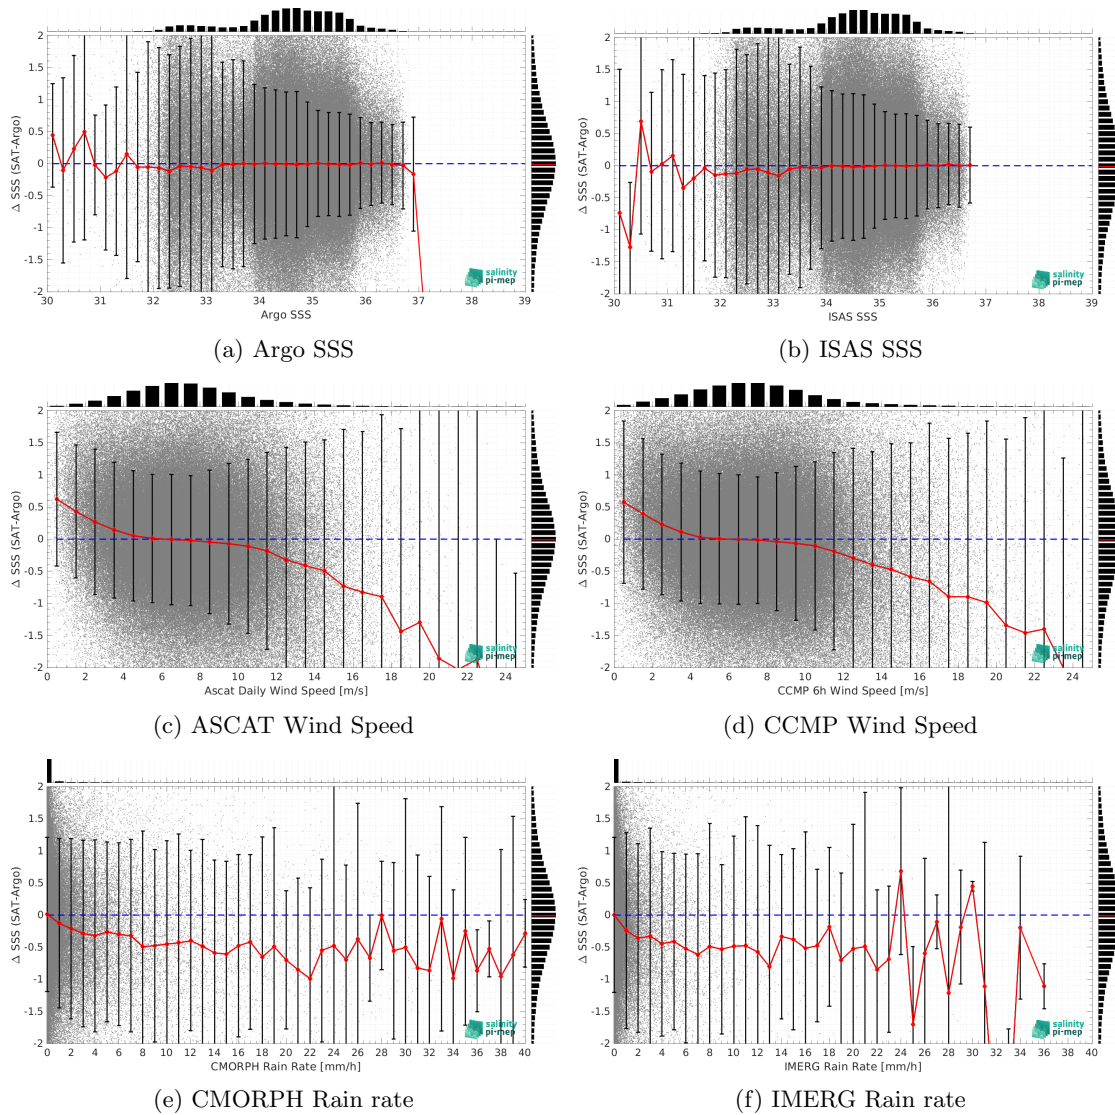 2
1.5
1
0.5
0
-0.5
-1
-1.5
-2
Δ SSS (SAT-Argo)
30 31 32 33 34 35 36 37 38 39
Argo SSS
salinity
pi-mep
(a) Argo SSS
2
1.5
1
0.5
0
-0.5
-1
-1.5
-2
Δ SSS (SAT-Argo)
30 31 32 33 34 35 36 37 38 39
ISAS SSS
salinity
pi-mep
(b) ISAS SSS
2
1.5
1
0.5
0
-0.5
-1
-1.5
-2
Δ SSS (SAT-Argo)
0 2 4 6 8 10 12 14 16 18 20 22 24
Ascat Daily Wind Speed [m/s]
salinity
pi-mep
(c) ASCAT Wind Speed
2
1.5
1
0.5
0
-0.5
-1
-1.5
-2
Δ SSS (SAT-Argo)
0 2 4 6 8 10 12 14 16 18 20 22 24
CCMP 6h Wind Speed [m/s]
salinity
pi-mep
(d) CCMP Wind Speed
2
1.5
1
0.5
0
-0.5
-1
-1.5
-2
Δ SSS (SAT-Argo)
0 2 4 6 8 10 12 14 16 18 20 22 24 26 28 30 32 34 36 38 40
CMORPH Rain Rate [mm/h]
salinity
pi-mep
(e) CMORPH Rain rate
2
1.5
1
0.5
0
-0.5
-1
-1.5
-2
Δ SSS (SAT-Argo)
0 2 4 6 8 10 12 14 16 18 20 22 24 26 28 30 32 34 36 38 40
IMERG Rain Rate [mm/h]
salinity
pi-mep
(f) IMERG Rain rate